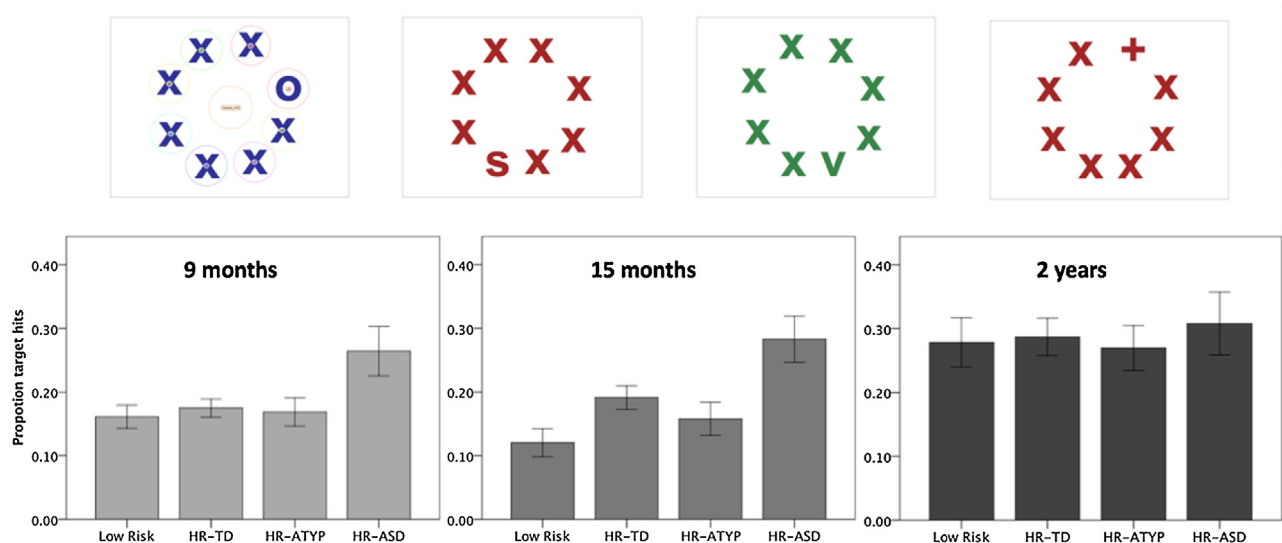 X X
X O
X X
X X
X X
X X
X X
S X
X X
X X
X X
X V
X +
X X
X X
X X
Propotion target hits
9 months
0.40
0.30
0.20
0.10
0.00
Low Risk HR-TD HR-ATYP HR-ASD
15 months
0.40
0.30
0.20
0.10
0.00
Low Risk HR-TD HR-ATYP HR-ASD
2 years
0.40
0.30
0.20
0.10
0.00
Low Risk HR-TD HR-ATYP HR-ASD